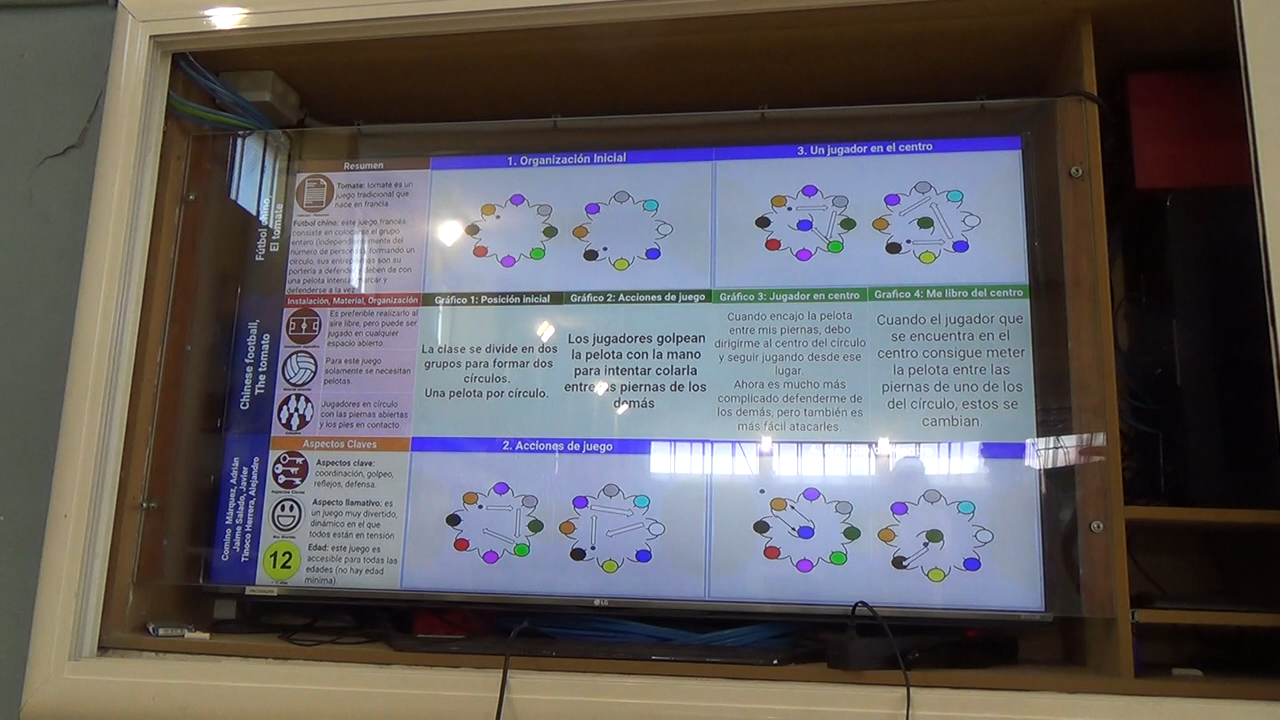 Fútbol chino,
El tomate
Chinese football,
The tomato
Comino Márquez, Adrián
Jaime Salado, Javier
Tinoco Herrera, Alejandro
Resumen
Tomate: tomate es un
juego tradicional que
nace en francia
Fútbol chino: este juego francés
consiste en colocarse el grupo
entero (independientemente del
número de personas) formando un
círculo, sus entrepiernas son su
portería a defender, deben da con
una pelota intentar marcar y
defenderse a la vez
Instalación, Material, Organización
Es preferible realizarlo al
aire libre, pero puede ser
jugado en cualquier
espacio abierto.
Para este juego
solamente se necesitan
pelotas.
Jugadores en círculo
con las piernas abiertas
y los pies en contacto.
Aspectos Claves
Aspectos clave:
coordinación, golpeo,
reflejos, defensa.
Aspectos Claves
Aspecto llamativo: es
un juego muy divertido,
dinámico en el que
todos están en tensión
12
Edad: este juego es
accesible para todas las
edades (no hay edad
mínima).
1. Organización Inicial
3. Un jugador en el centro
Gráfico 1: Posición inicial
Gráfico 2: Acciones de juego
Gráfico 3: Jugador en centro
Gráfico 4: Me libro del centro
La clase se divide en dos
grupos para formar dos
círculos.
Una pelota por círculo.
Los jugadores golpean
la pelota con la mano
para intentar colarla
entre las piernas de los
demás
Cuando encajo la pelota
entre mis piernas, debo
dirigirme al centro del círculo
y seguir jugando desde ese
lugar.
Ahora es mucho más
complicado defenderme de
los demás, pero también es
más fácil atacarles.
Cuando el jugador que
se encuentra en el
centro consigue meter
la pelota entre las
piernas de uno de los
del círculo, estos se
cambian.
2. Acciones de juego
LG